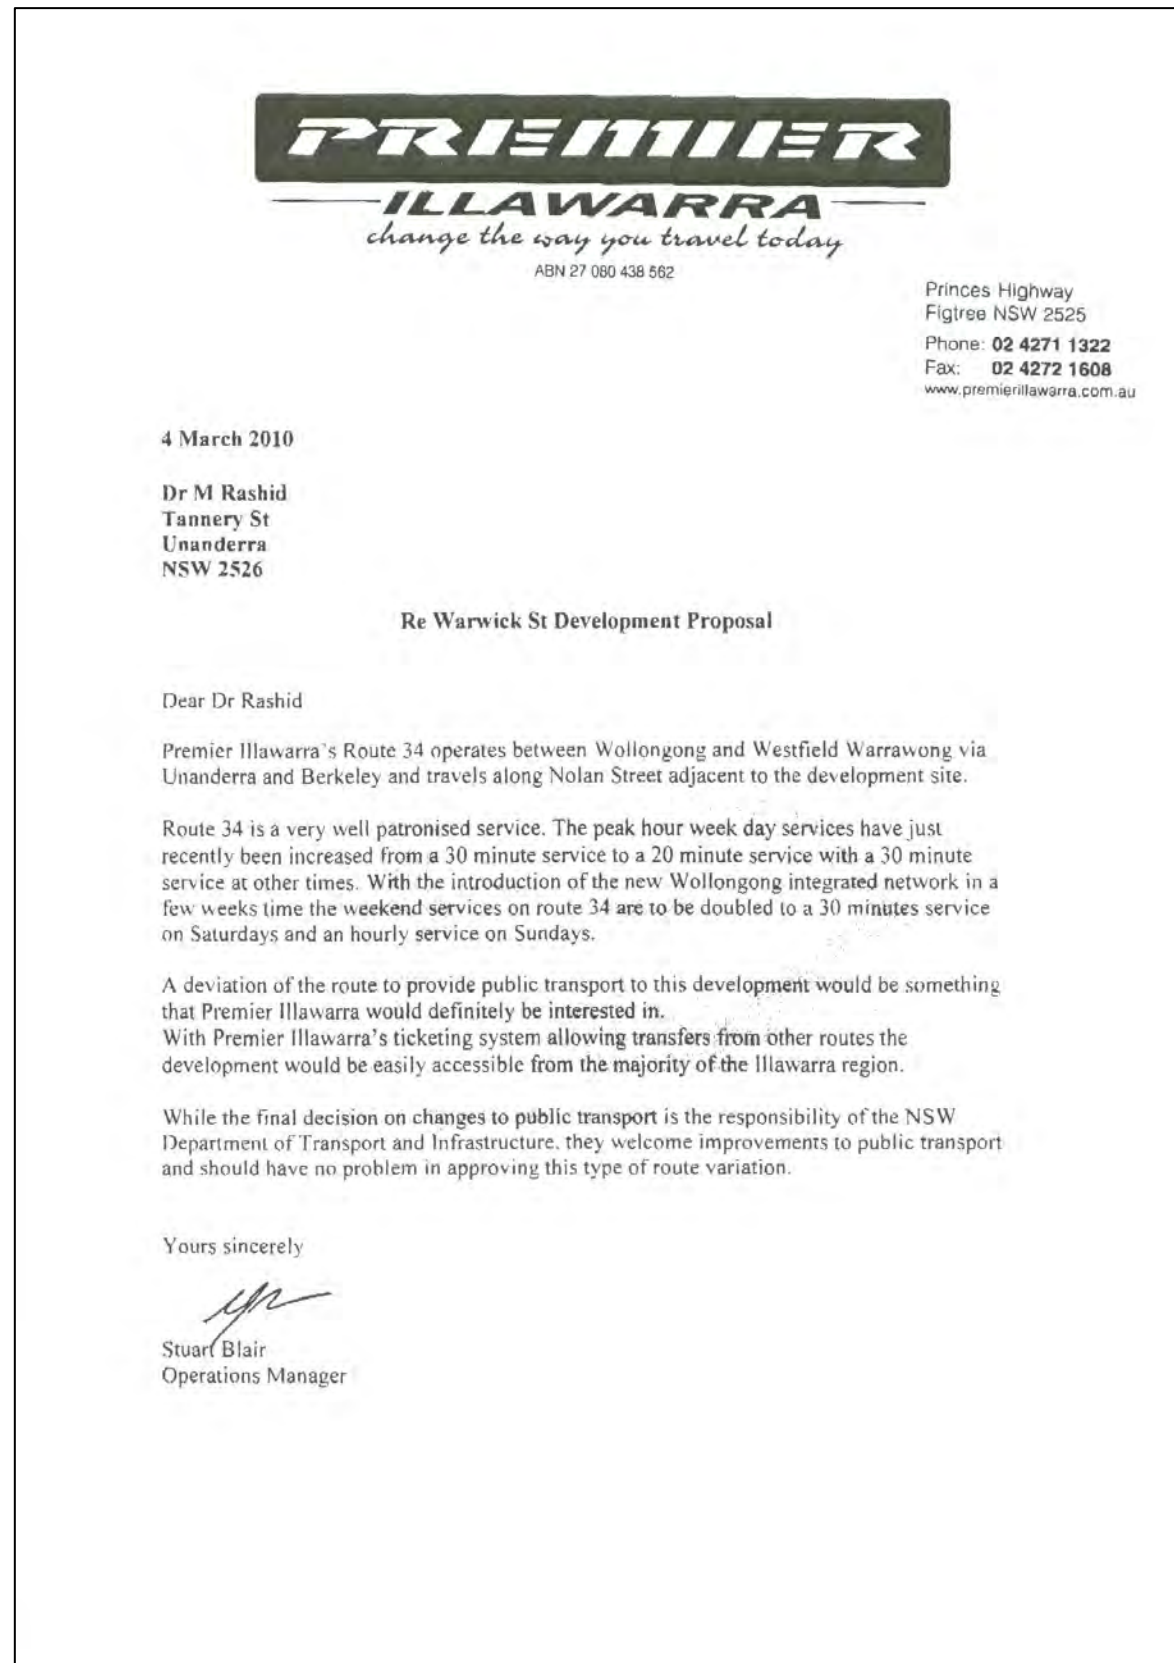 PREMIER
ILLAWARRA
change the way you travel today
ABN 27 080 438 562
Princes Highway
Figtree NSW 2525
Phone: 02 4271 1322
Fax: 02 4272 1608
www.premierillawarra.com.au
4 March 2010
Dr M Rashid
Tannery St
Unanderra
NSW 2526
Re Warwick St Development Proposal
Dear Dr Rashid
Premier Illawarra's Route 34 operates between Wollongong and Westfield Warrawong via
Unanderra and Berkeley and travels along Nolan Street adjacent to the development site.
Route 34 is a very well patronised service. The peak hour week day services have just
recently been increased from a 30 minute service to a 20 minute service with a 30 minute
service at other times. With the introduction of the new Wollongong integrated network in a
few weeks time the weekend services on route 34 are to be doubled to a 30 minutes service
on Saturdays and an hourly service on Sundays.
A deviation of the route to provide public transport to this development would be something
that Premier Illawarra would definitely be interested in.
With Premier Illawarra's ticketing system allowing transfers from other routes the
development would be easily accessible from the majority of the Illawarra region.
While the final decision on changes to public transport is the responsibility of the NSW
Department of Transport and Infrastructure, they welcome improvements to public transport
and should have no problem in approving this type of route variation.
Yours sincerely
Stuart Blair
Operations Manager